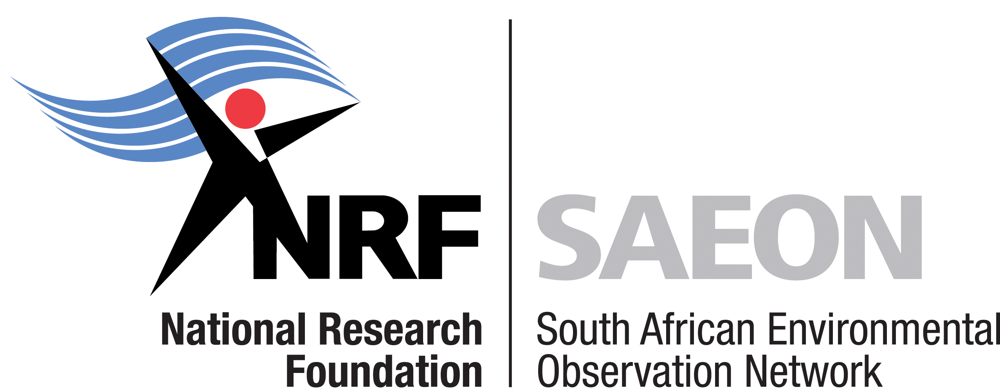 NRF
National Research
Foundation
SAEON
South African Environmental
Observation Network